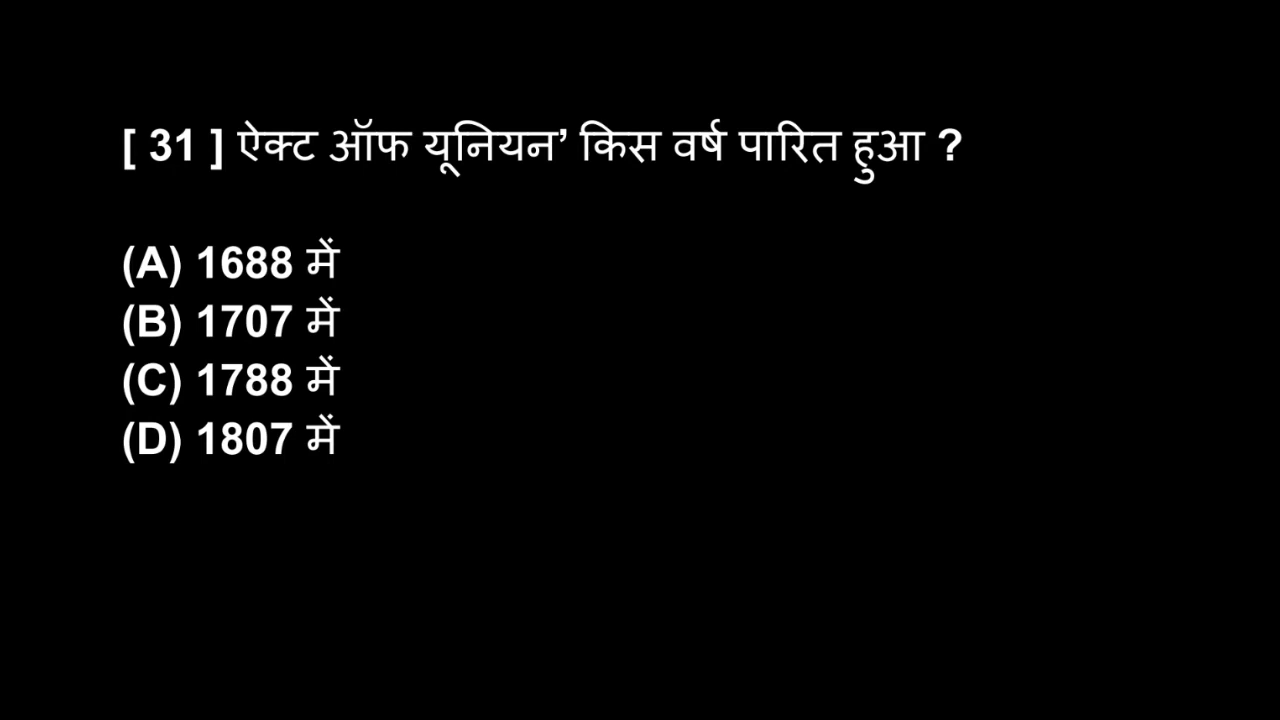 [ 31 ] ऐक्ट ऑफ यूनियन’ किस वर्ष पारित हुआ ?
(A) 1688 में
(B) 1707 में
(C) 1788 में
(D) 1807 में